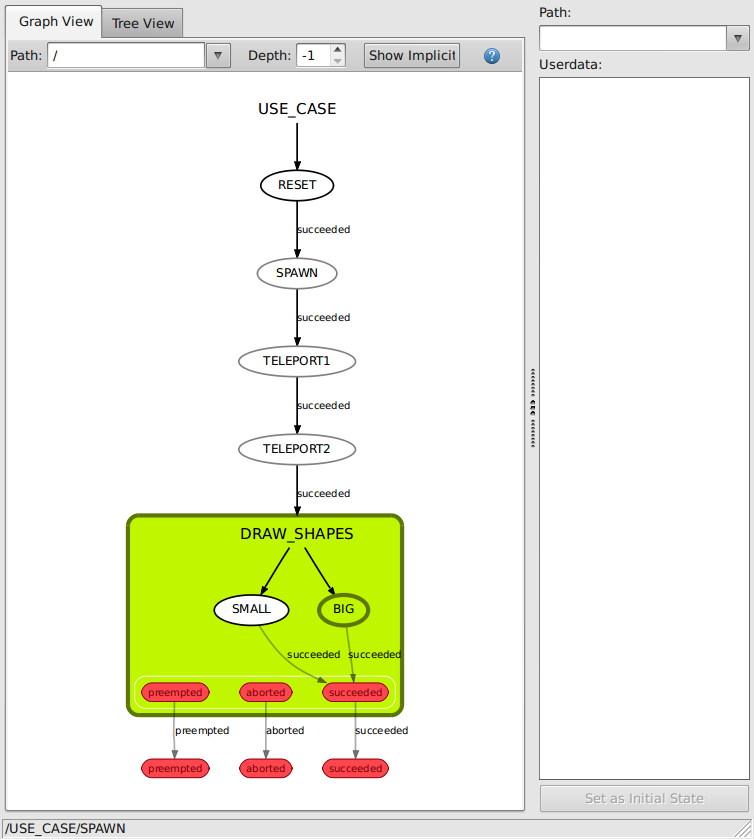 Graph View
Tree View
Path: / Depth: -1 Show Implicit ?
USE_CASE
RESET
succeeded
SPAWN
succeeded
TELEPORT1
succeeded
TELEPORT2
succeeded
DRAW_SHAPES
SMALL BIG
succeeded succeeded
preempted aborted succeeded
preempted aborted succeeded
preempted aborted succeeded
Path:
Userdata:
Set as Initial State
/USE_CASE/SPAWN